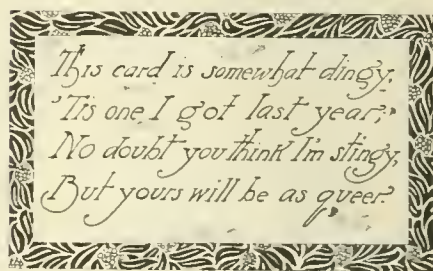 This card is somewhat dingy,
'Tis one I got last year;
No doubt you think I'm stingy,
But yours will be as queer.